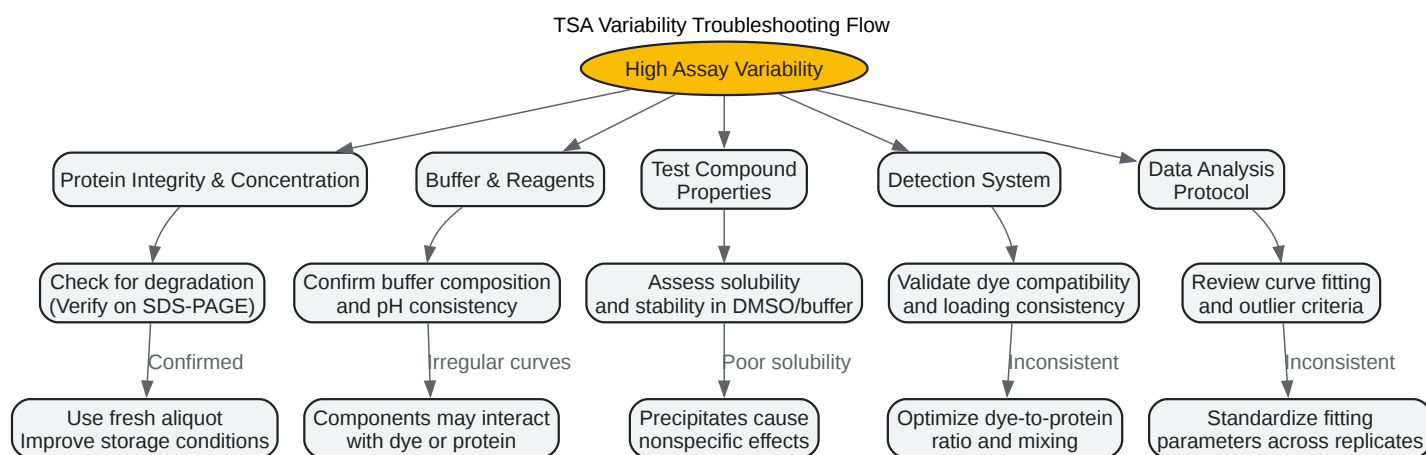 TSA Variability Troubleshooting Flow
High Assay Variability
Protein Integrity & Concentration
Buffer & Reagents
Test Compound
Properties
Detection System
Data Analysis
Protocol
Check for degradation
(Verify on SDS-PAGE)
Confirm buffer composition
and pH consistency
Assess solubility
and stability in DMSO/buffer
Validate dye compatibility
and loading consistency
Review curve fitting
and outlier criteria
Confirmed
Irregular curves
Poor solubility
Inconsistent
Inconsistent
Use fresh aliquot
Improve storage conditions
Components may interact
with dye or protein
Precipitates cause
nonspecific effects
Optimize dye-to-protein
ratio and mixing
Standardize fitting
parameters across replicates